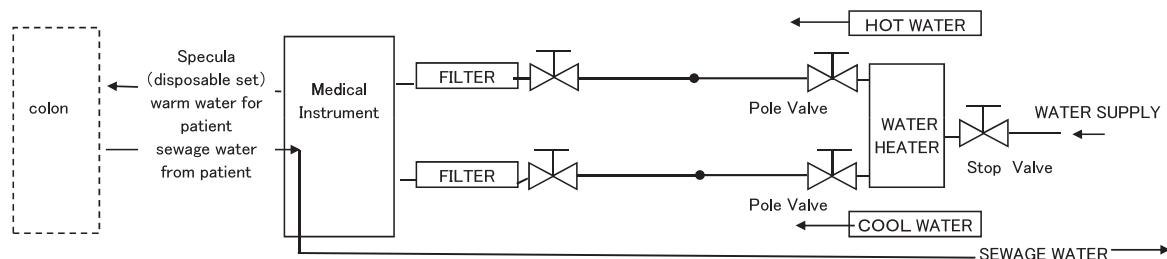 HOT WATER
Specula
(disposable set)
warm water for
patient
sewage water
from patient
colon
Medical
Instrument
FILTER
Pole Valve
WATER
HEATER
WATER SUPPLY
Stop Valve
FILTER
Pole Valve
COOL WATER
SEWAGE WATER